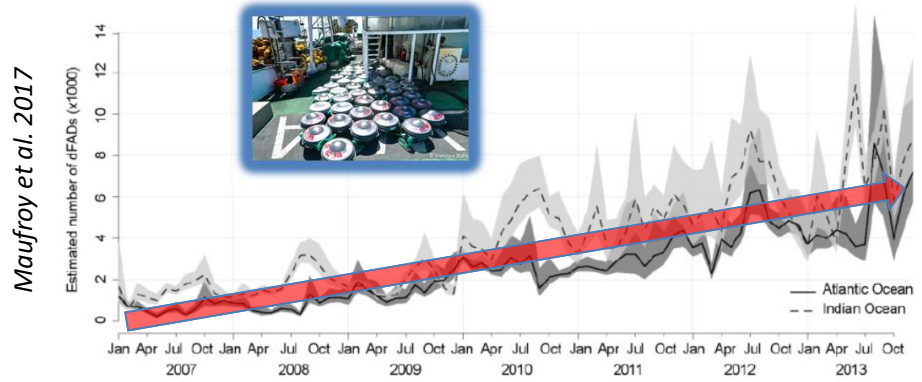 Maufroy et al. 2017
Estimated number of dFADs (x1000)
14
12
10
8
6
4
2
0
Atlantic Ocean
Indian Ocean
Jan Apr Jul Oct Jan Apr Jul Oct Jan Apr Jul Oct Jan Apr Jul Oct Jan Apr Jul Oct Jan Apr Jul Oct Jan Apr Jul Oct
2007 2008 2009 2010 2011 2012 2013